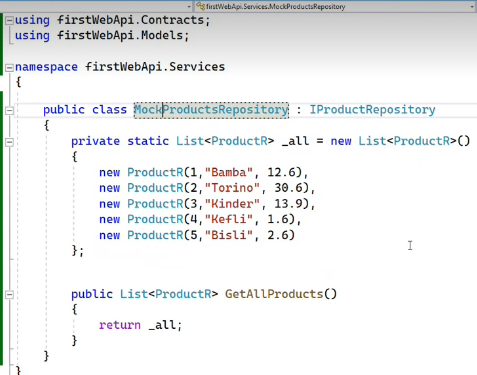 firstWebApi.Services.MockProductsRepository
using firstWebApi.Contracts;
using firstWebApi.Models;
namespace firstWebApi.Services
{
public class MockProductsRepository : IProductRepository
{
private static List<ProductR> _all = new List<ProductR>()
{
new ProductR(1,"Bamba", 12.6),
new ProductR(2,"Torino", 30.6),
new ProductR(3,"Kinder", 13.9),
new ProductR(4,"Kefli", 1.6),
new ProductR(5,"Bisli", 2.6)
};
public List<ProductR> GetAllProducts()
{
return _all;
}
}
}